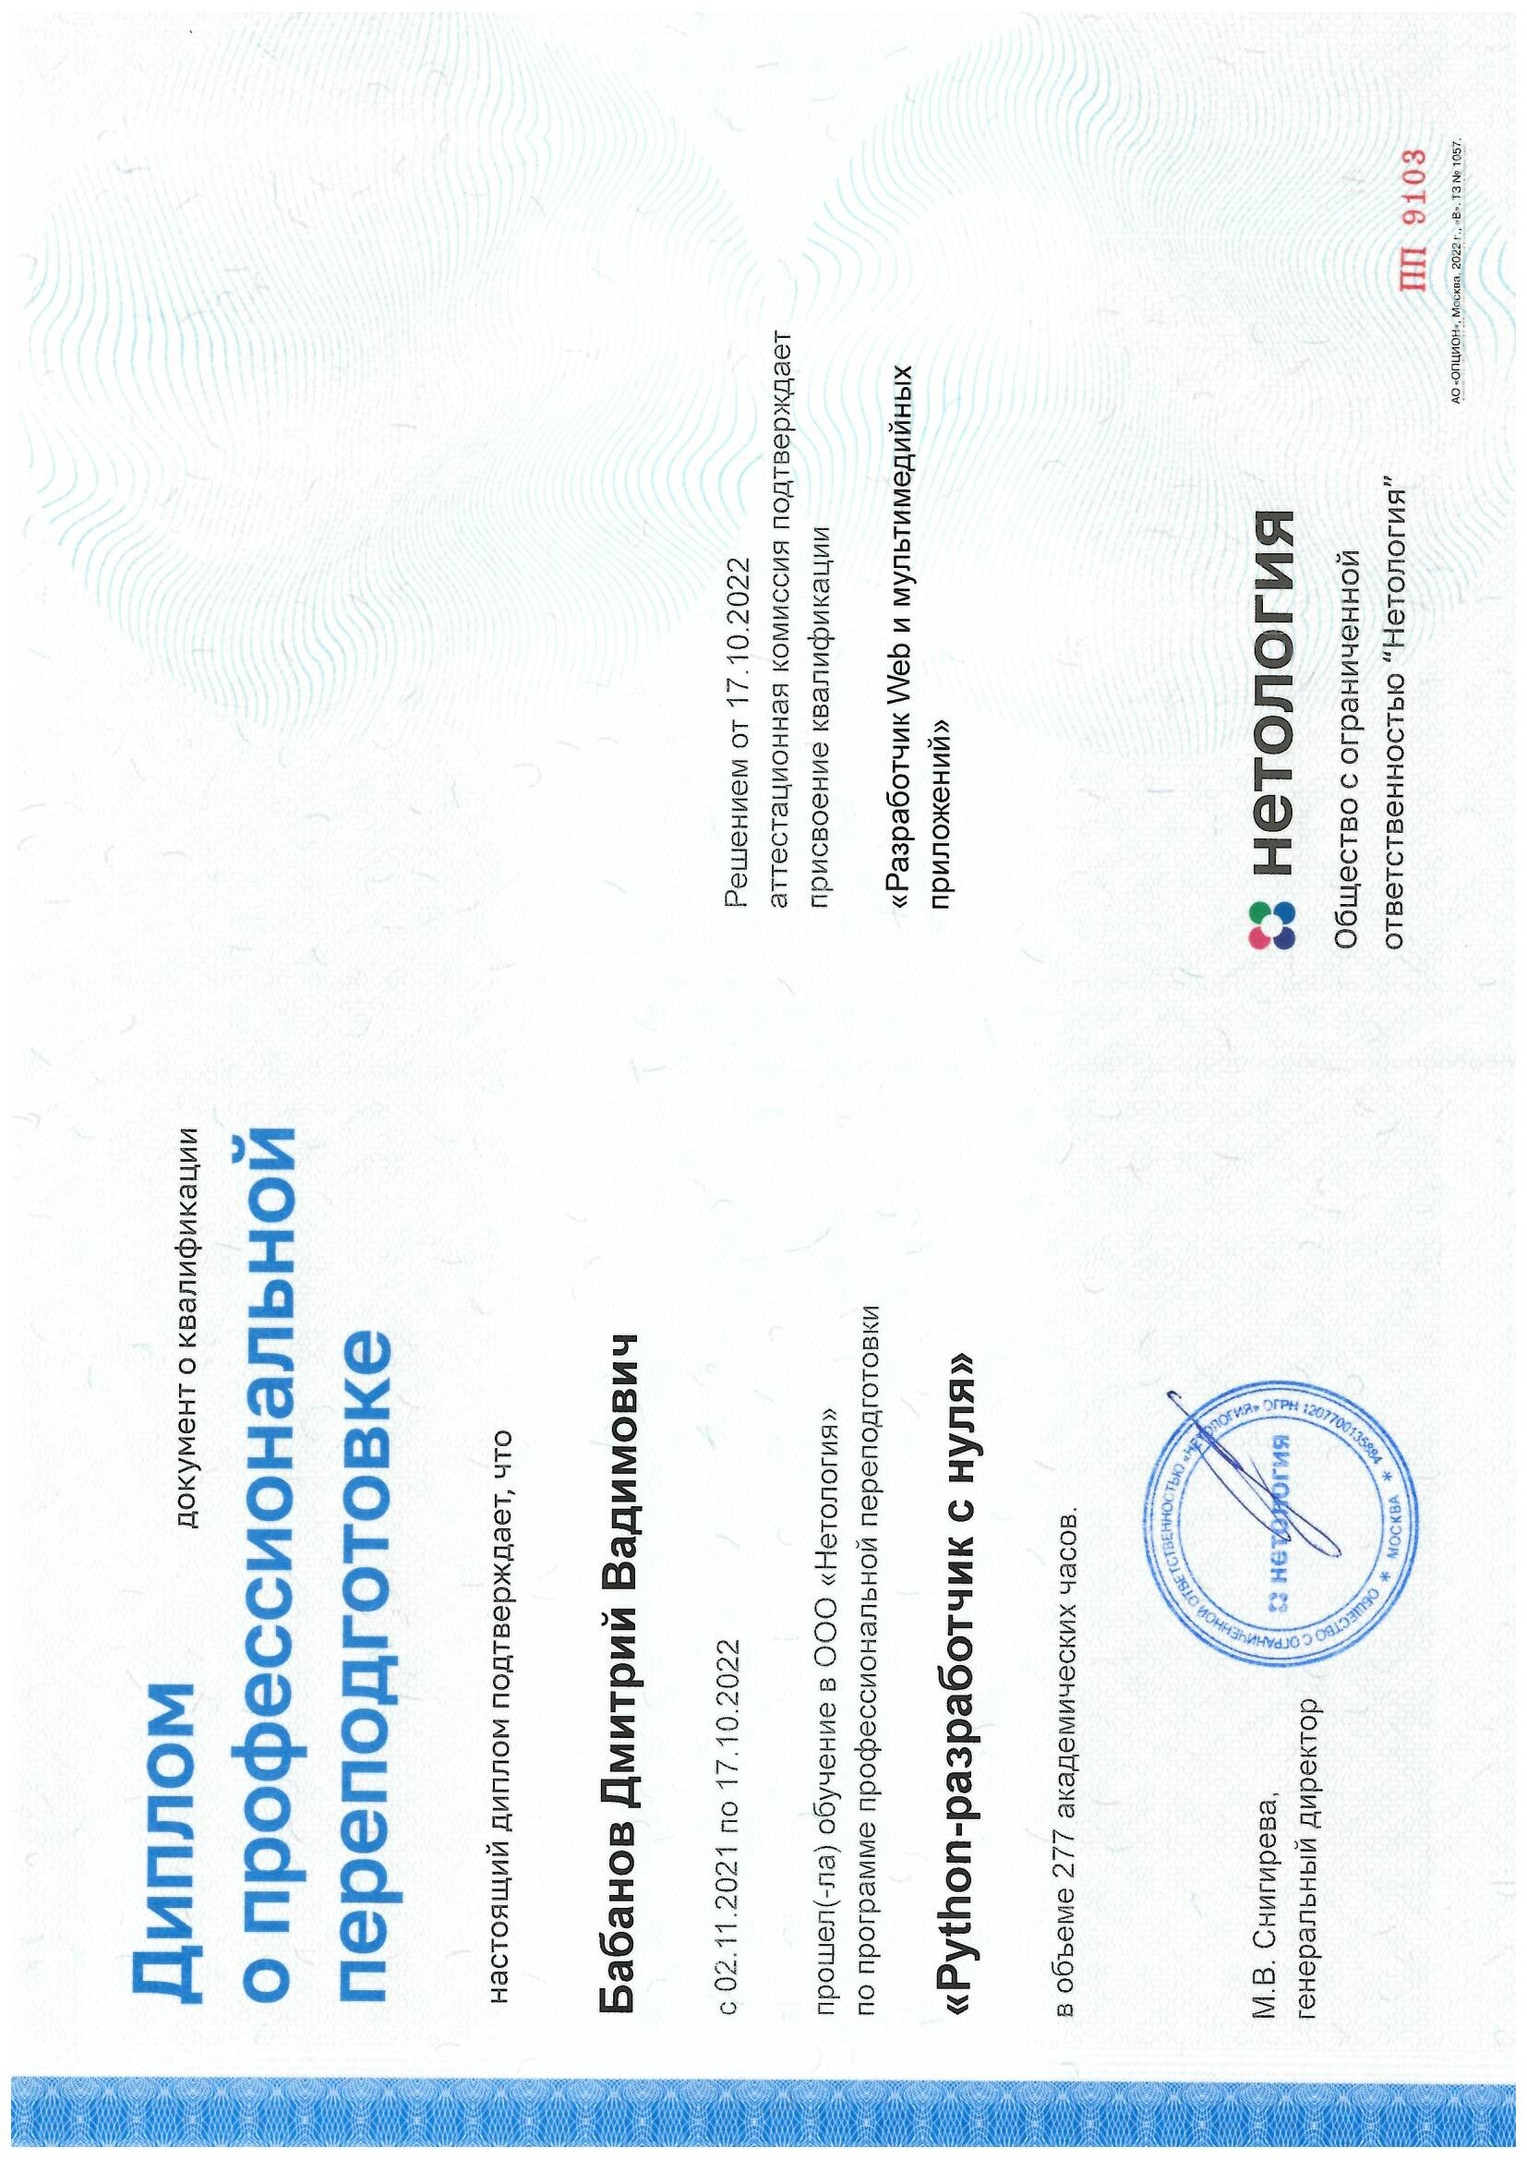 Диплом
документ о квалификации
о профессиональной
переподготовке
настоящий диплом подтверждает, что
Бабанов Дмитрий Вадимович
с 02.11.2021 по 17.10.2022
прошел(-ла) обучение в ООО «Нетология»
по программе профессиональной переподготовки
«Python-разработчик с нуля»
в объеме 277 академических часов.
М.В. Снигирева,
генеральный директор
ОБЩЕСТВО С ОГРАНИЧЕННОЙ ОТВЕТСТВЕННОСТЬЮ «НЕТОЛОГИЯ» ОГРН
* МОСКВА *
нетология
Решением от 17.10.2022
аттестационная комиссия подтверждает
присвоение квалификации
«Разработчик Web и мультимедийных
приложений»
нетология
Общество с ограниченной
ответственностью “Нетология”
ПП 9103
АО «ОПЦИОН», Москва, 2022 г., «В». ТЗ № 1057.